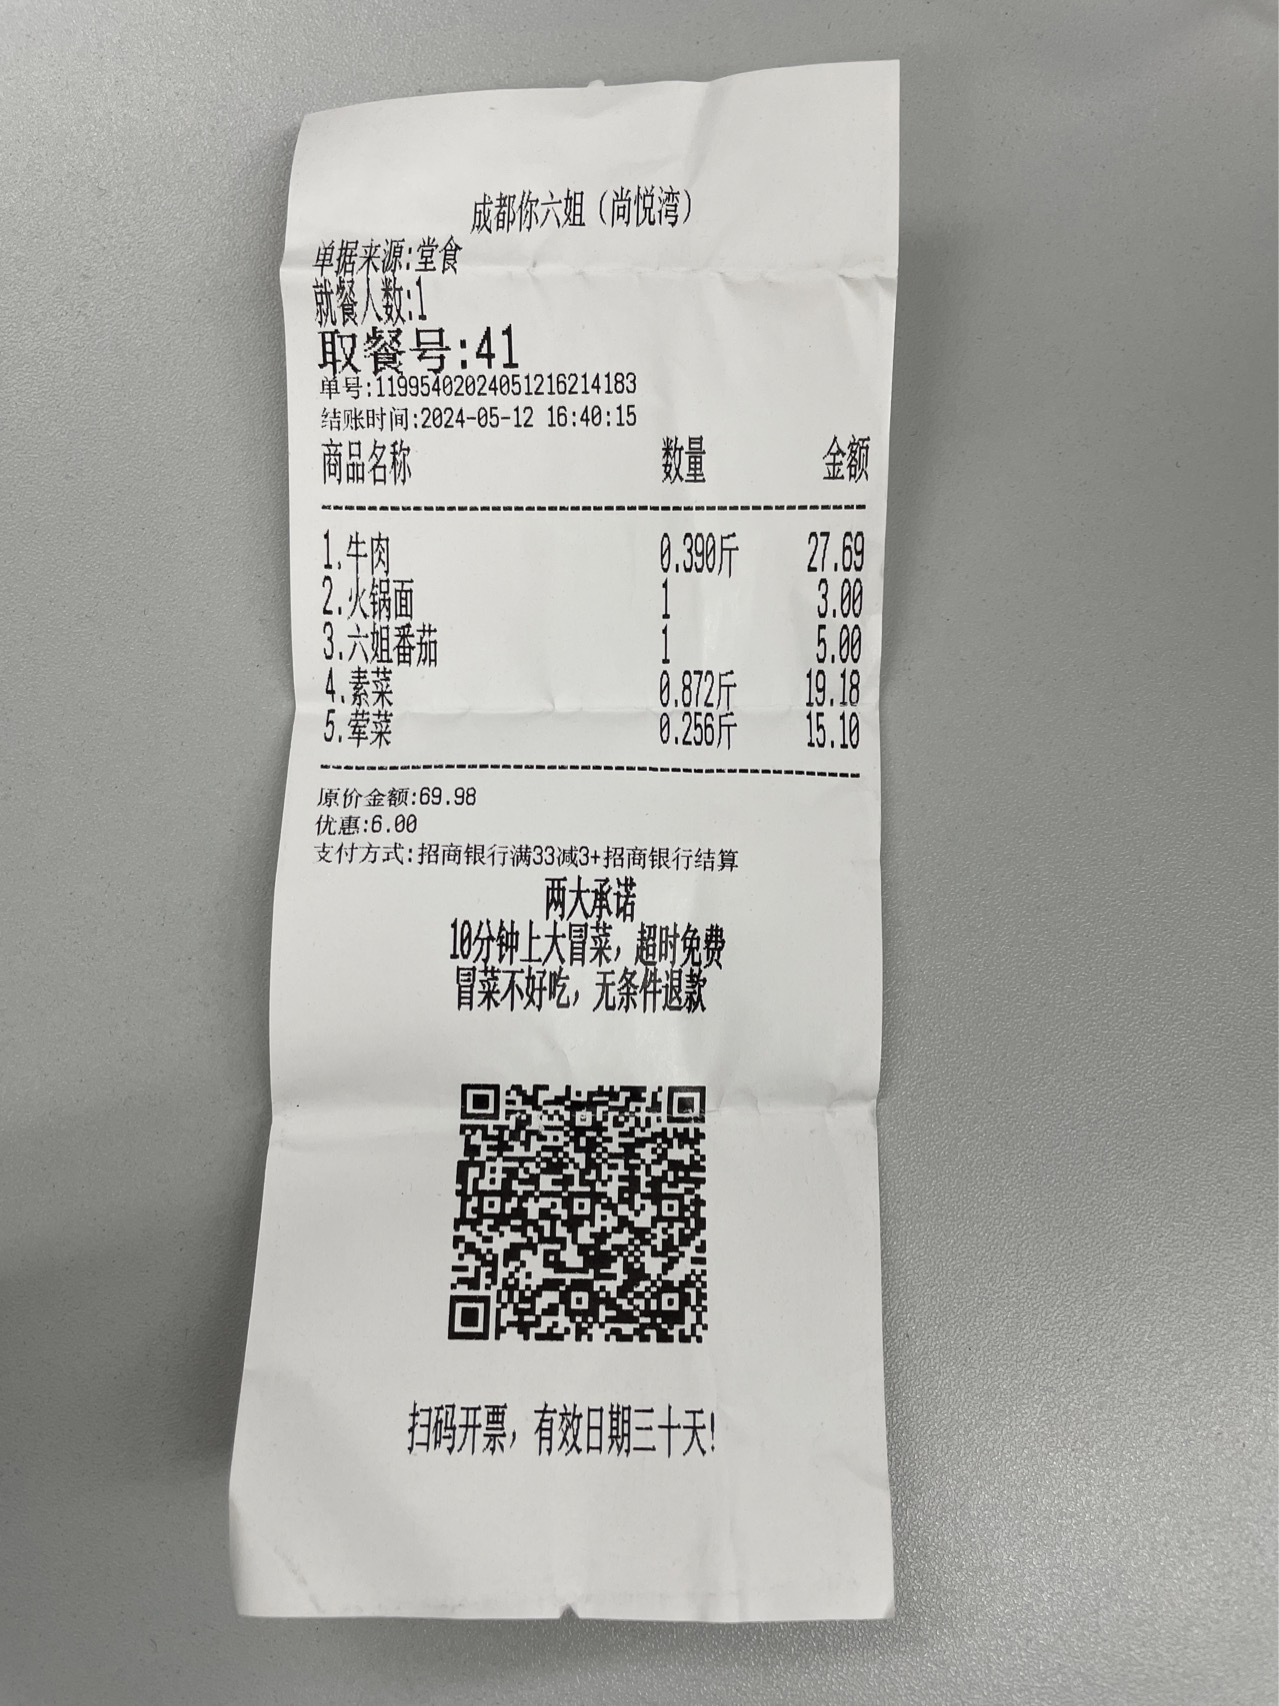 成都你六姐（尚悦湾）
单据来源:堂食
就餐人数:1
取餐号:41
单号:11995402024051216214183
结账时间:2024-05-12 16:40:15
商品名称 数量 金额
1.牛肉 0.390斤 27.69
2.火锅面 1 3.00
3.六姐番茄 1 5.00
4.素菜 0.872斤 19.18
5.荤菜 0.256斤 15.10
原价金额:69.98
优惠:6.00
支付方式:招商银行满33减3+招商银行结算
两大承诺
10分钟上大冒菜，超时免费
冒菜不好吃，无条件退款
扫码开票，有效日期三十天!